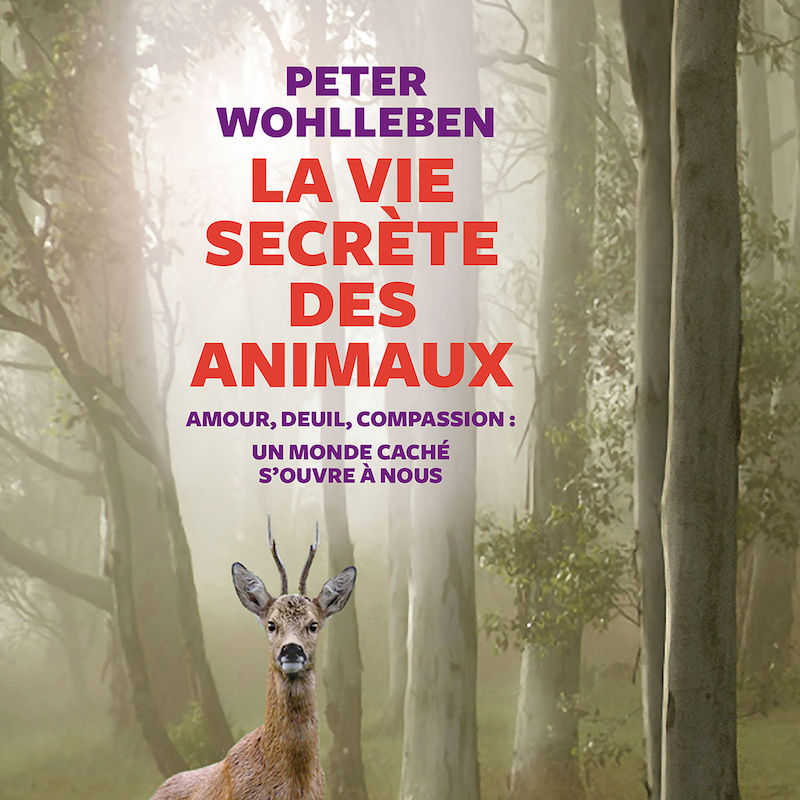 PETER
WOHLLEBEN
LA VIE
SECRÈTE
DES
ANIMAUX
AMOUR, DEUIL, COMPASSION :
UN MONDE CACHÉ
S’OUVRE À NOUS